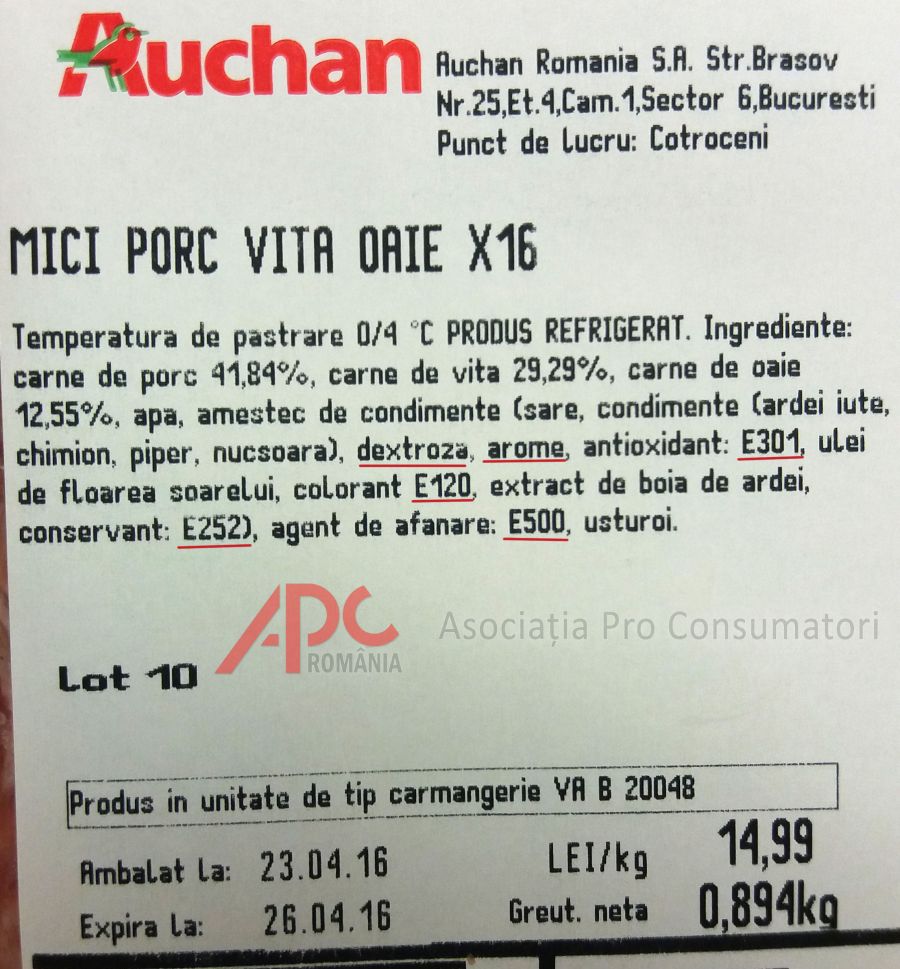 Auchan
Auchan Romania S.A. Str.Brasov
Nr.25,Et.4,Cam.1,Sector 6,Bucuresti
Punct de lucru: Cotroceni
MICI PORC VITA OAIE X16
Temperatura de pastrare 0/4 °C PRODUS REFRIGERAT. Ingrediente:
carne de porc 41,84%, carne de vita 29,29%, carne de oaie
12,55%, apa, amestec de condimente (sare, condimente (ardei iute,
chimion, piper, nucsoara), dextroza, arome, antioxidant: E301, ulei
de floarea soarelui, colorant E120, extract de boia de ardei,
conservant: E252), agent de afanare: E500, usturoi.
APC ROMÂNIA
Asociația Pro Consumatori
Lot 10
Produs in unitate de tip carmangerie VA B 20048
Ambalat la: 23.04.16
LEI/kg 14,99
Expira la: 26.04.16
Greut. neta 0,894kg